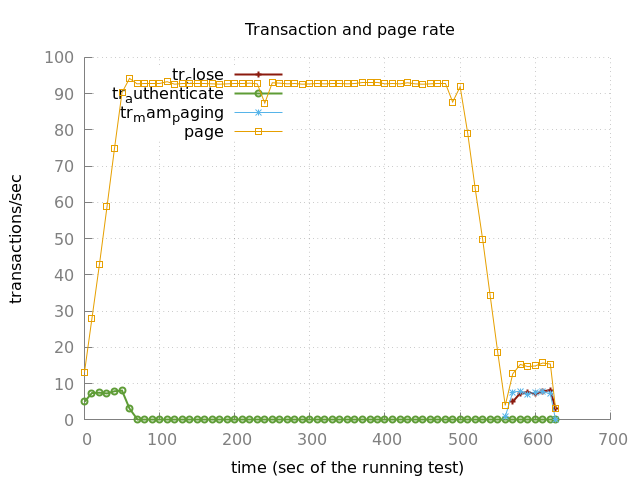 Transaction and page rate
transactions/sec
100
90
80
70
60
50
40
30
20
10
0
tr_close
tr_authenticate
tr_mam_paging
page
0 100 200 300 400 500 600 700
time (sec of the running test)